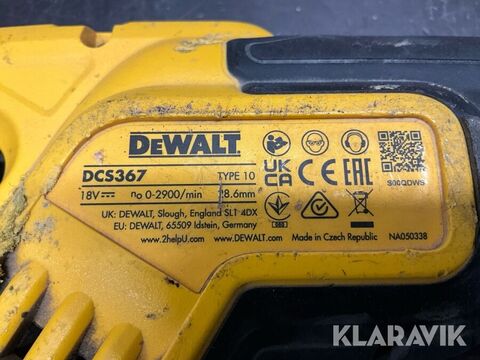 DEWALT
DCS367 TYPE 10
18V⎓ n₀ 0-2900/min 28.6mm
UK: DEWALT, Slough, England SL1 4DX
EU: DEWALT, 65509 Idstein, Germany
www.2helpU.com www.DEWALT.com
UK CA CE EAC
S00QDWS
Made in Czech Republic NA050338
KLARAVIK